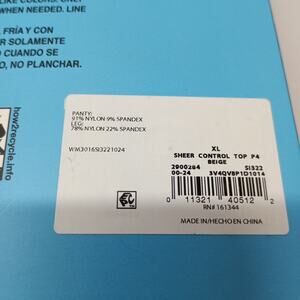 LIKE COLORS. ONLY
WHEN NEEDED. LINE
FRÍA Y CON
AR SOLAMENTE
O CUANDO SE
O, NO PLANCHAR.
how2recycle.info
PANTY:
91% NYLON 9% SPANDEX
LEG:
78% NYLON 22% SPANDEX
WM3016SI3221024
XL
SHEER CONTROL TOP P4
BEIGE
2900284 SI322
00-24 3V4QVBP1D1014
0 11321 40512 2
RN# 161344
MADE IN/HECHO EN CHINA